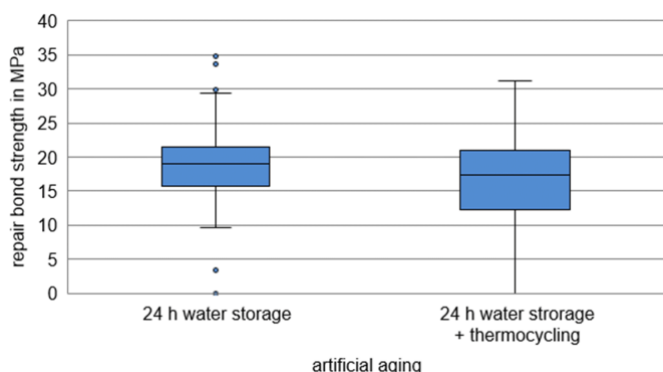 repair bond strength in MPa
40
35
30
25
20
15
10
5
0
24 h water storage
24 h water strorage
+ thermocycling
artificial aging